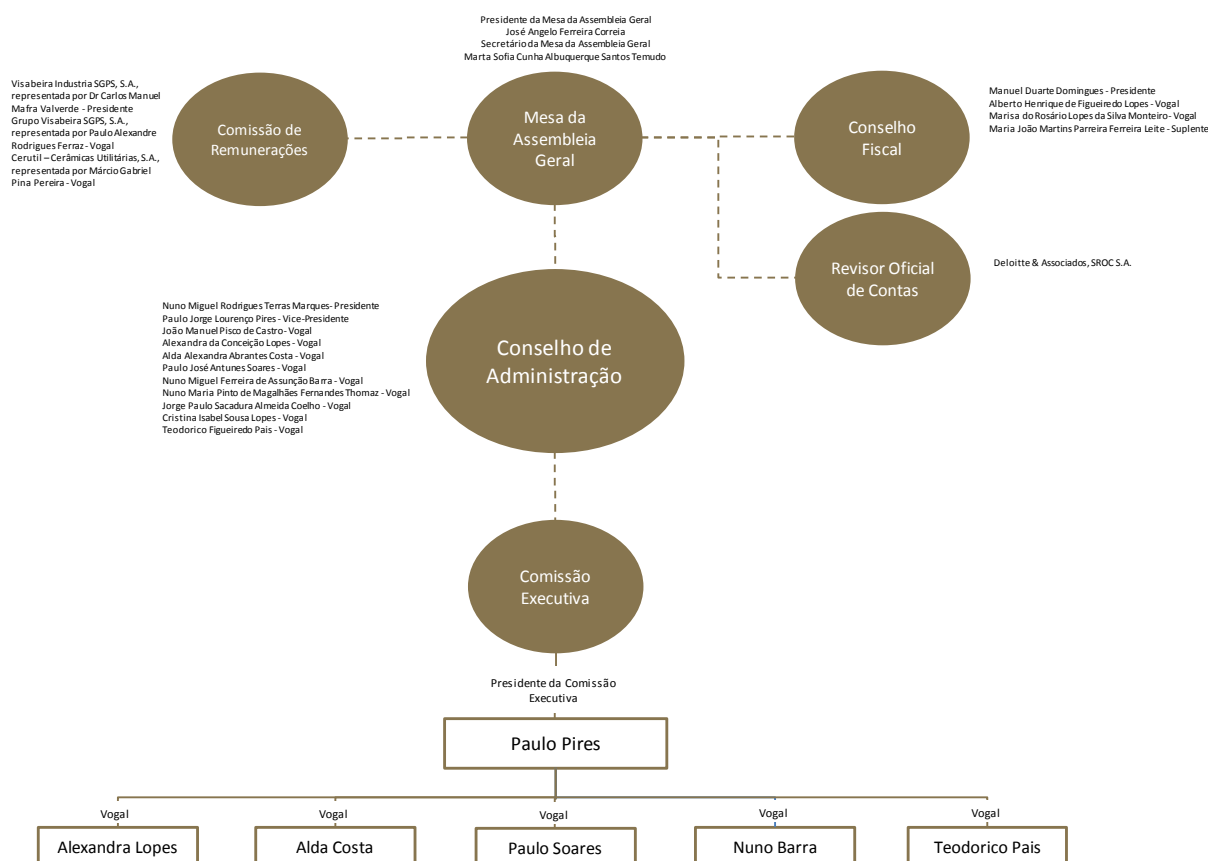 Presidente da Mesa da Assembleia Geral
José Angelo Ferreira Correia
Secretário da Mesa da Assembleia Geral
Marta Sofia Cunha Albuquerque Santos Temudo
Visabeira Industria SGPS, S.A.,
representada por Dr Carlos Manuel
Mafra Valverde - Presidente
Grupo Visabeira SGPS, S.A.,
representada por Paulo Alexandre
Rodrigues Ferraz - Vogal
Cerutil – Cerâmicas Utilitárias, S.A.,
representada por Márcio Gabriel
Pina Pereira - Vogal
Comissão de
Remunerações
Mesa da
Assembleia
Geral
Conselho
Fiscal
Manuel Duarte Domingues - Presidente
Alberto Henrique de Figueiredo Lopes - Vogal
Marisa do Rosário Lopes da Silva Monteiro - Vogal
Maria João Martins Parreira Ferreira Leite - Suplente
Revisor Oficial
de Contas
Deloitte & Associados, SROC S.A.
Nuno Miguel Rodrigues Terras Marques- Presidente
Paulo Jorge Lourenço Pires - Vice-Presidente
João Manuel Pisco de Castro - Vogal
Alexandra da Conceição Lopes - Vogal
Alda Alexandra Abrantes Costa - Vogal
Paulo José Antunes Soares - Vogal
Nuno Miguel Ferreira de Assunção Barra - Vogal
Nuno Maria Pinto de Magalhães Fernandes Thomaz - Vogal
Jorge Paulo Sacadura Almeida Coelho - Vogal
Cristina Isabel Sousa Lopes - Vogal
Teodorico Figueiredo Pais - Vogal
Conselho de
Administração
Comissão
Executiva
Presidente da Comissão
Executiva
Paulo Pires
Vogal
Vogal
Vogal
Vogal
Vogal
Alexandra Lopes
Alda Costa
Paulo Soares
Nuno Barra
Teodorico Pais